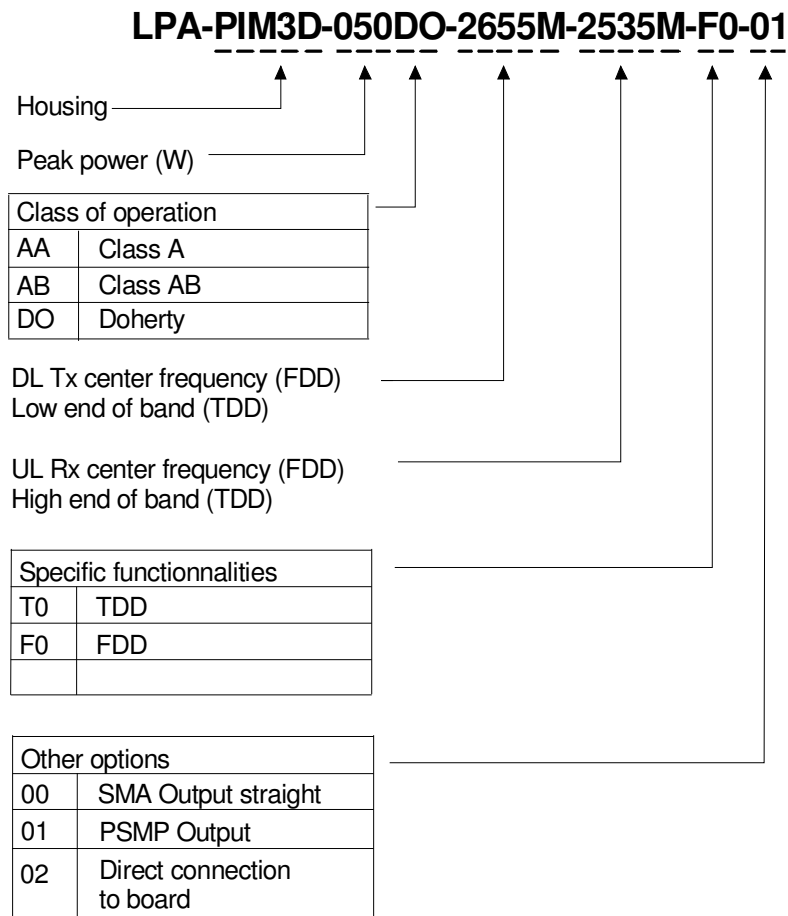 LPA-PIM3D-050DO-2655M-2535M-F0-01
Housing
Peak power (W)
Class of operation
AA Class A
AB Class AB
DO Doherty
DL Tx center frequency (FDD)
Low end of band (TDD)
UL Rx center frequency (FDD)
High end of band (TDD)
Specific functionnalities
T0 TDD
F0 FDD
Other options
00 SMA Output straight
01 PSMP Output
02 Direct connection
to board